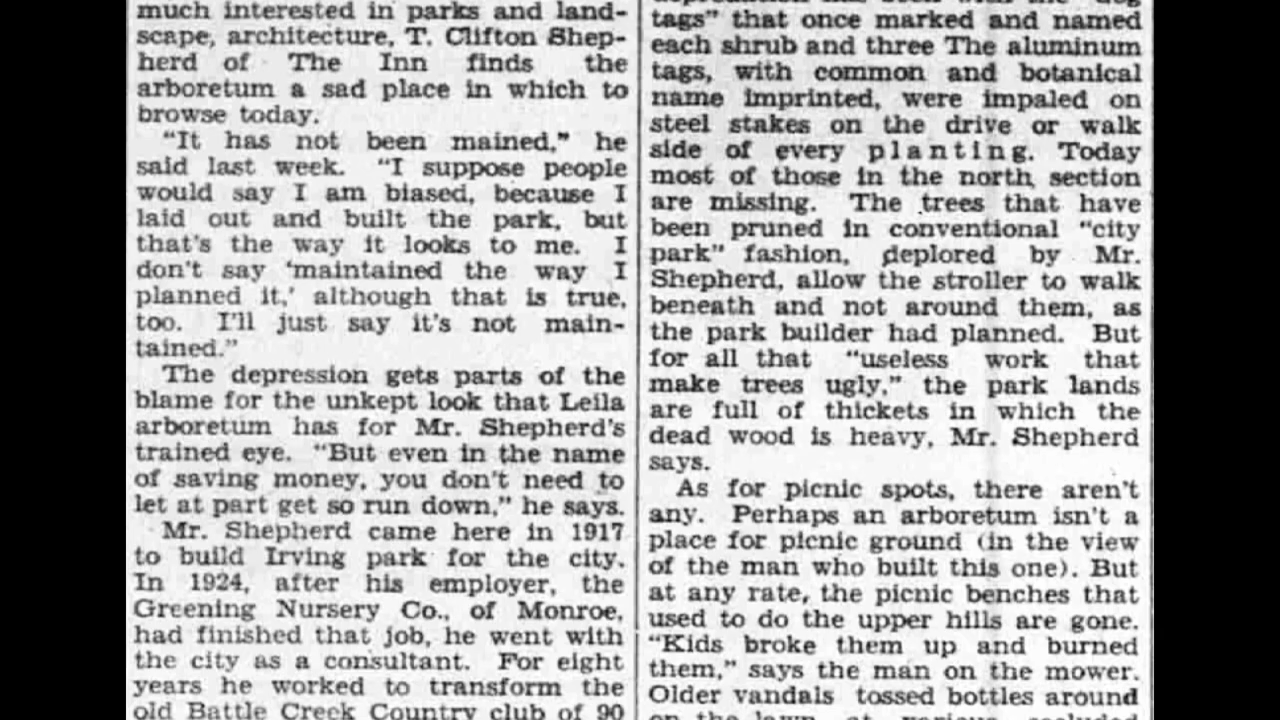 much interested in parks and land-
scape, architecture, T. Clifton Shep-
herd of The Inn finds the
arboretum a sad place in which to
browse today.
"It has not been mained," he
said last week. "I suppose people
would say I am biased, because I
laid out and built the park, but
that's the way it looks to me. I
don't say 'maintained the way I
planned it,' although that is true,
too. I'll just say it's not main-
tained."
The depression gets parts of the
blame for the unkept look that Leila
arboretum has for Mr. Shepherd's
trained eye. "But even in the name
of saving money, you don't need to
let at part get so run down," he says.
Mr. Shepherd came here in 1917
to build Irving park for the city.
In 1924, after his employer, the
Greening Nursery Co., of Monroe,
had finished that job, he went with
the city as a consultant. For eight
years he worked to transform the
old Battle Creek Country club of 90
tags" that once marked and named
each shrub and three The aluminum
tags, with common and botanical
name imprinted, were impaled on
steel stakes on the drive or walk
side of every planting. Today
most of those in the north section
are missing. The trees that have
been pruned in conventional "city
park" fashion, deplored by Mr.
Shepherd, allow the stroller to walk
beneath and not around them, as
the park builder had planned. But
for all that "useless work that
make trees ugly," the park lands
are full of thickets in which the
dead wood is heavy, Mr. Shepherd
says.
As for picnic spots, there aren't
any. Perhaps an arboretum isn't a
place for picnic ground (in the view
of the man who built this one). But
at any rate, the picnic benches that
used to do the upper hills are gone.
"Kids broke them up and burned
them," says the man on the mower.
Older vandals tossed bottles around